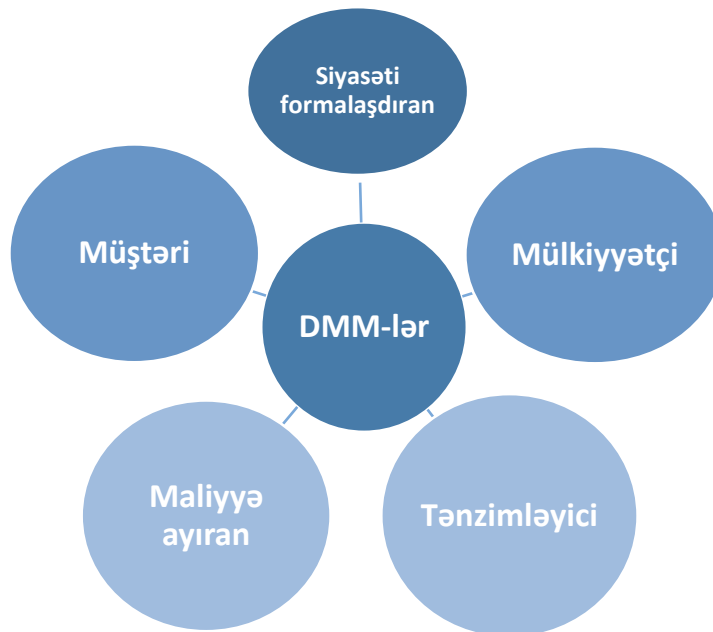 Siyasəti
formalaşdıran
Müştəri
Mülkiyyətçi
DMM-lər
Maliyyə
ayıran
Tənzimləyici